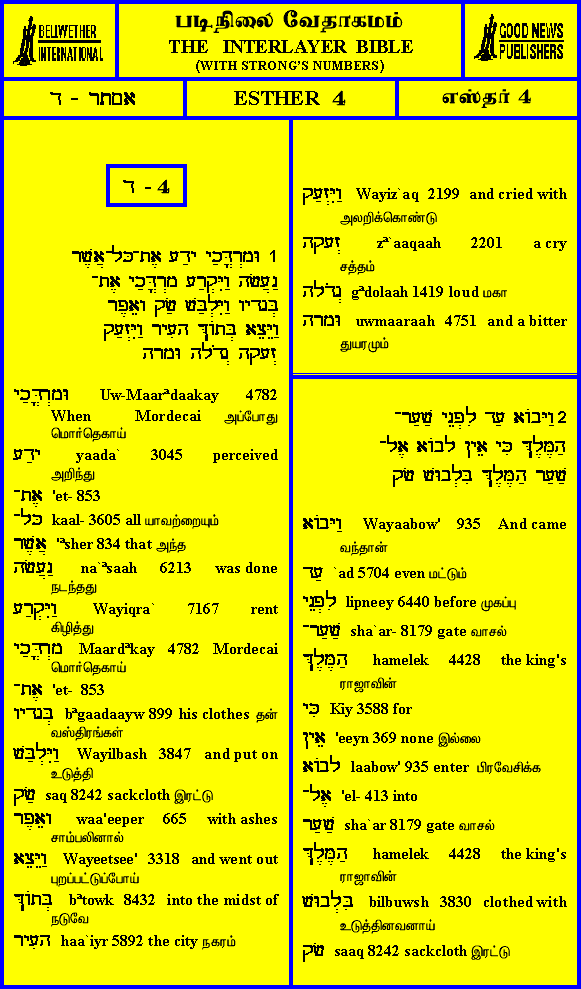 BELLWETHER
INTERNATIONAL
படிநிலை வேதாகமம்
THE INTERLAYER BIBLE
(WITH STRONG'S NUMBERS)
GOOD NEWS
PUBLISHERS
אסתר - ד
ESTHER 4
எஸ்தர் 4
ד - 4
1 וּמָרְדֳּכַי יָדַע אֶת־כָּל־אֲשֶׁר
נַעֲשָׂה וַיִּקְרַע מָרְדֳּכַי אֶת־
בְּגָדָיו וַיִּלְבַּשׁ שַׂק וָאֵפֶר
וַיֵּצֵא בְּתוֹךְ הָעִיר וַיִּזְעַק
זְעָקָה גְדֹלָה וּמָרָה
וּמָרְדֳּכַי Uw-Maarªdaakay 4782
When Mordecai அப்போது
மொர்தெகாய்
יָדַע yaada` 3045 perceived
அறிந்து
אֶת־ 'et- 853
כָּל־ kaal- 3605 all யாவற்றையும்
אֲשֶׁר 'ªsher 834 that அந்த
נַעֲשָׂה na`ªsaah 6213 was done
நடந்தது
וַיִּקְרַע Wayiqra` 7167 rent
கிழித்து
מָרְדֳּכַי Maardªkay 4782 Mordecai
மொர்தெகாய்
אֶת־ 'et- 853
בְּגָדָיו bªgaadaayw 899 his clothes தன்
வஸ்திரங்கள்
וַיִּלְבַּשׁ Wayilbash 3847 and put on
உடுத்தி
שַׂק saq 8242 sackcloth இரட்டு
וָאֵפֶר waa'eeper 665 with ashes
சாம்பலினால்
וַיֵּצֵא Wayeetsee' 3318 and went out
புறப்பட்டுப்போய்
בְּתוֹךְ bªtowk 8432 into the midst of
நடுவே
הָעִיר haa`iyr 5892 the city நகரம்
וַיִּזְעַק Wayiz`aq 2199 and cried with
அலறிக்கொண்டு
זְעָקָה zª`aaqaah 2201 a cry
சத்தம்
גְדֹלָה gªdolaah 1419 loud மகா
וּמָרָה uwmaaraah 4751 and a bitter
துயரமும்
2 וַיָּבוֹא עַד לִפְנֵי שַׁעַר־
הַמֶּלֶךְ כִּי אֵין לָבוֹא אֶל־
שַׁעַר הַמֶּלֶךְ בִּלְבוּשׁ שָׂק
וַיָּבוֹא Wayaabow' 935 And came
வந்தான்
עַד `ad 5704 even மட்டும்
לִפְנֵי lipneey 6440 before முகப்பு
שַׁעַר־ sha`ar- 8179 gate வாசல்
הַמֶּלֶךְ hamelek 4428 the king's
ராஜாவின்
כִּי Kiy 3588 for
אֵין 'eeyn 369 none இல்லை
לָבוֹא laabow' 935 enter பிரவேசிக்க
אֶל־ 'el- 413 into
שַׁעַר sha`ar 8179 gate வாசல்
הַמֶּלֶךְ hamelek 4428 the king's
ராஜாவின்
בִּלְבוּשׁ bilbuwsh 3830 clothed with
உடுத்தினவனாய்
שָׂק saaq 8242 sackcloth இரட்டு